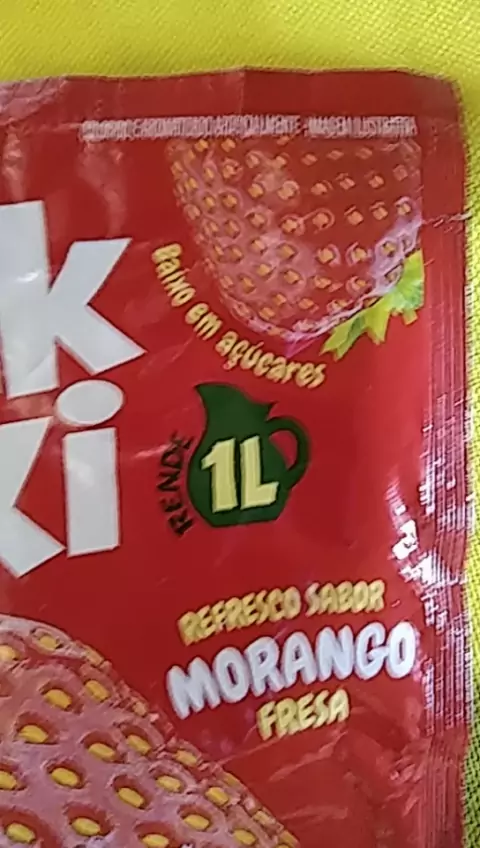 COLORIDO E AROMATIZADO ARTIFICIALMENTE - IMAGEM ILUSTRATIVA
k
ki
Baixo em açúcares
RENDE
1L
REFRESCO SABOR
MORANGO
FRESA